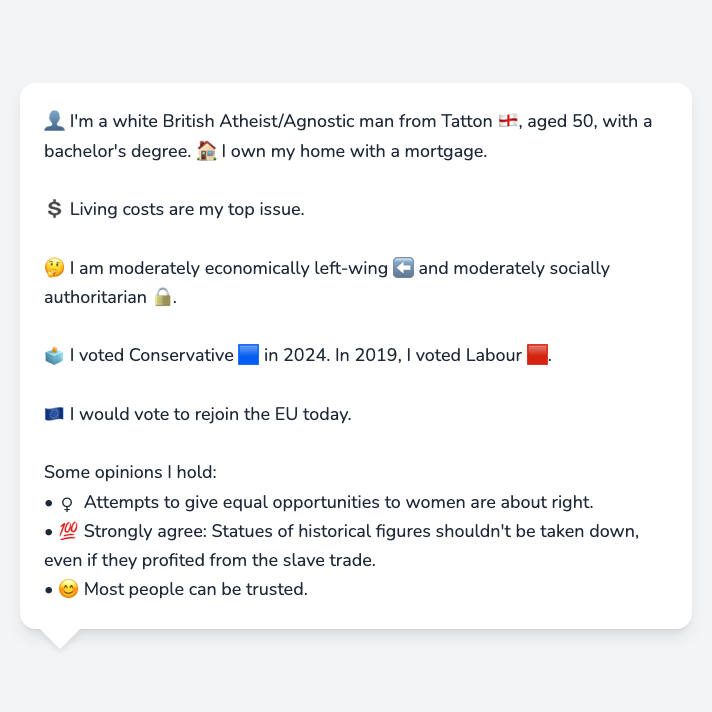 👤 I'm a white British Atheist/Agnostic man from Tatton 🏴󠁧󠁢󠁥󠁮󠁧󠁿, aged 50, with a
bachelor's degree. 🏠 I own my home with a mortgage.
💲 Living costs are my top issue.
🤔 I am moderately economically left-wing ⬅️ and moderately socially
authoritarian 🔒.
🗳️ I voted Conservative 🟦 in 2024. In 2019, I voted Labour 🟥.
🇪🇺 I would vote to rejoin the EU today.
Some opinions I hold:
• ♀️ Attempts to give equal opportunities to women are about right.
• 💯 Strongly agree: Statues of historical figures shouldn't be taken down,
even if they profited from the slave trade.
• 😊 Most people can be trusted.